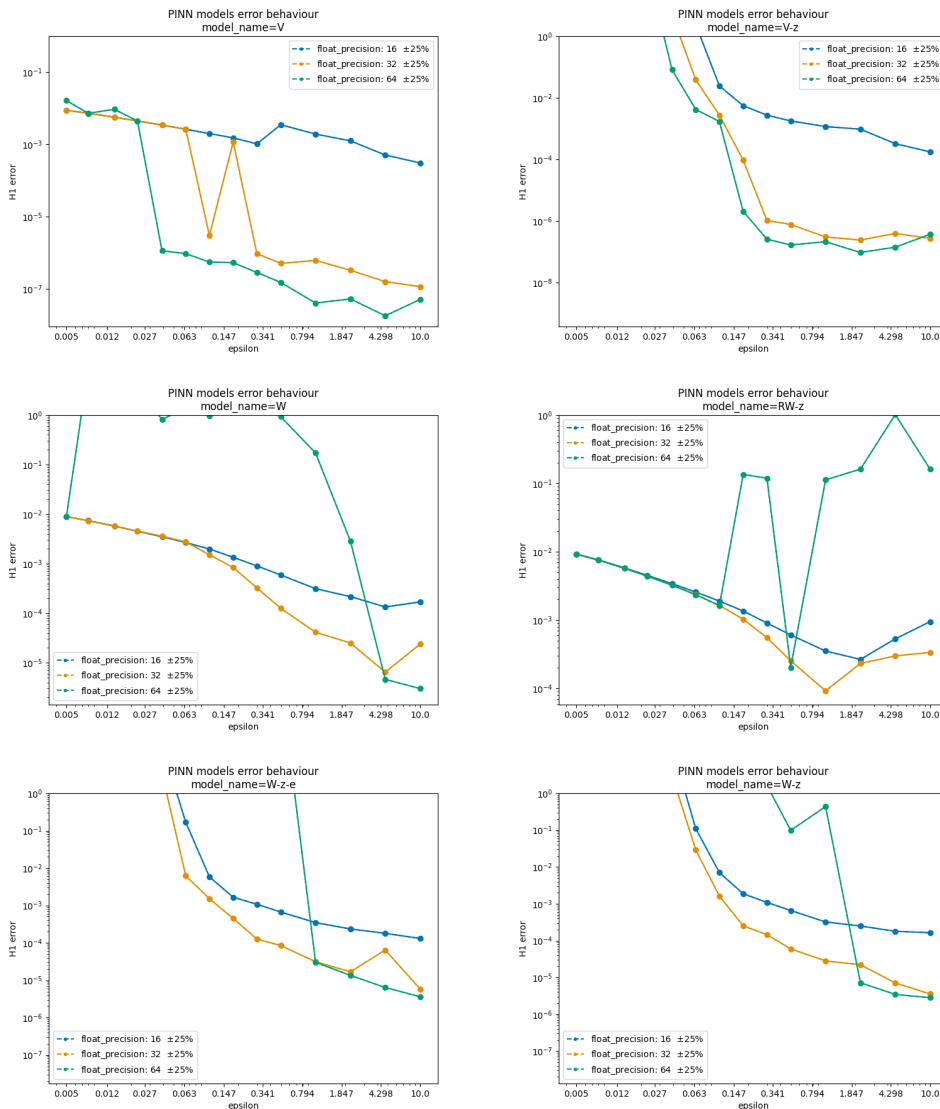 PINN models error behaviour
model_name=V
H1 error
10⁻¹
10⁻³
10⁻⁵
10⁻⁷
float_precision: 16 ±25%
float_precision: 32 ±25%
float_precision: 64 ±25%
0.005 0.012 0.027 0.063 0.147 0.341 0.794 1.847 4.298 10.0
epsilon
PINN models error behaviour
model_name=V-z
H1 error
10⁰
10⁻²
10⁻⁴
10⁻⁶
10⁻⁸
float_precision: 16 ±25%
float_precision: 32 ±25%
float_precision: 64 ±25%
0.005 0.012 0.027 0.063 0.147 0.341 0.794 1.847 4.298 10.0
epsilon
PINN models error behaviour
model_name=W
H1 error
10⁰
10⁻¹
10⁻²
10⁻³
10⁻⁴
10⁻⁵
float_precision: 16 ±25%
float_precision: 32 ±25%
float_precision: 64 ±25%
0.005 0.012 0.027 0.063 0.147 0.341 0.794 1.847 4.298 10.0
epsilon
PINN models error behaviour
model_name=RW-z
H1 error
10⁰
10⁻¹
10⁻²
10⁻³
10⁻⁴
float_precision: 16 ±25%
float_precision: 32 ±25%
float_precision: 64 ±25%
0.005 0.012 0.027 0.063 0.147 0.341 0.794 1.847 4.298 10.0
epsilon
PINN models error behaviour
model_name=W-z-e
H1 error
10⁰
10⁻¹
10⁻²
10⁻³
10⁻⁴
10⁻⁵
10⁻⁶
10⁻⁷
float_precision: 16 ±25%
float_precision: 32 ±25%
float_precision: 64 ±25%
0.005 0.012 0.027 0.063 0.147 0.341 0.794 1.847 4.298 10.0
epsilon
PINN models error behaviour
model_name=W-z
H1 error
10⁰
10⁻¹
10⁻²
10⁻³
10⁻⁴
10⁻⁵
10⁻⁶
10⁻⁷
float_precision: 16 ±25%
float_precision: 32 ±25%
float_precision: 64 ±25%
0.005 0.012 0.027 0.063 0.147 0.341 0.794 1.847 4.298 10.0
epsilon